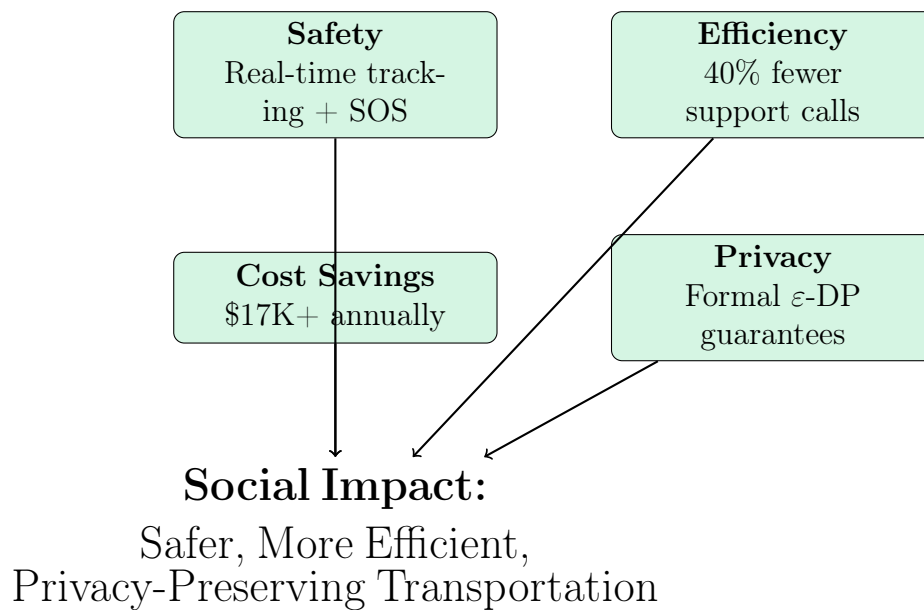 Safety
Real-time track-
ing + SOS
Efficiency
40% fewer
support calls
Cost Savings
$17K+ annually
Privacy
Formal ε-DP
guarantees
Social Impact:
Safer, More Efficient,
Privacy-Preserving Transportation